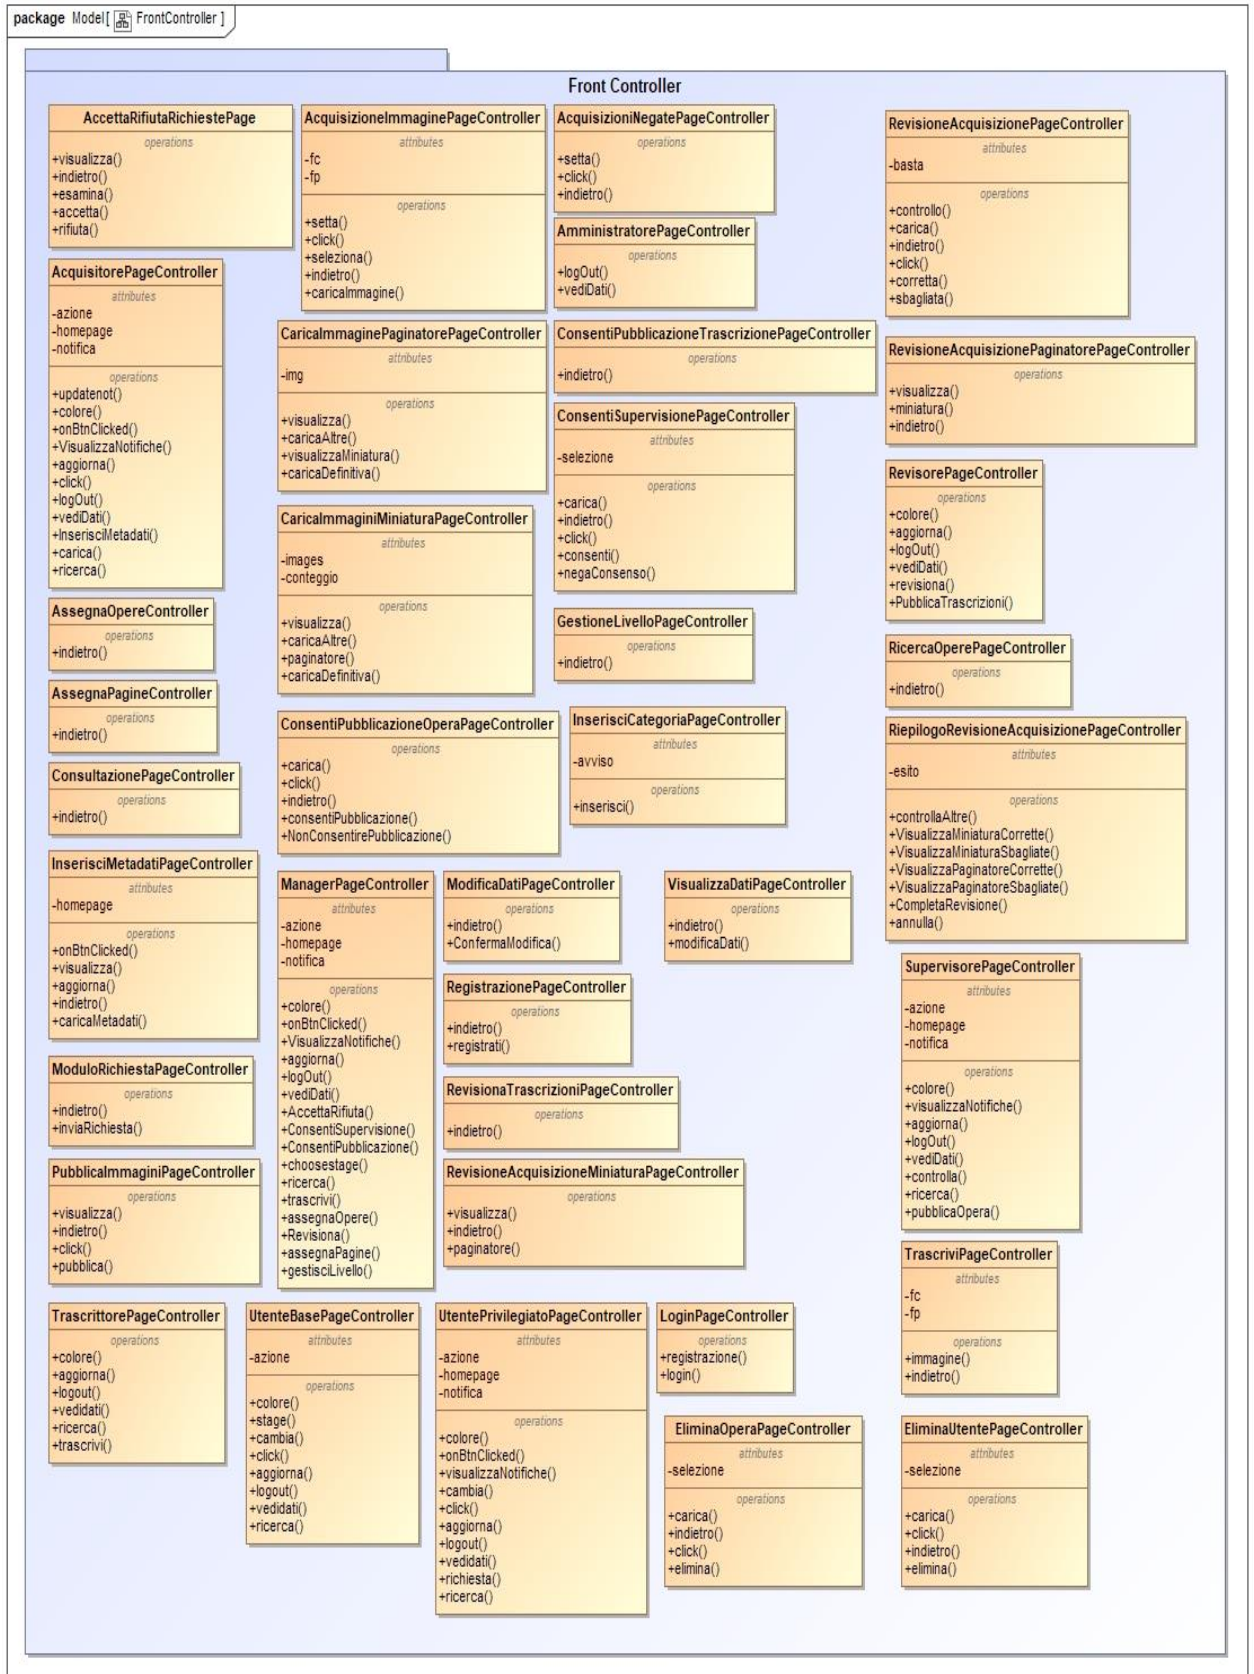 package Model[ FrontController ]
Front Controller
AccettaRifiutaRichiestePage
operations
+visualizza()
+indietro()
+esamina()
+accetta()
+rifiuta()
AcquisizioneImmaginePageController
attributes
-fc
-fp
operations
+setta()
+click()
+seleziona()
+indietro()
+caricaImmagine()
AcquisizioniNegatePageController
operations
+setta()
+click()
+indietro()
RevisioneAcquisizionePageController
attributes
-basta
operations
+controllo()
+carica()
+indietro()
+click()
+corretta()
+sbagliata()
AmministratorePageController
operations
+logOut()
+vediDati()
AcquisitorePageController
attributes
-azione
-homepage
-notifica
operations
+updatenot()
+colore()
+onBtnClicked()
+VisualizzaNotifiche()
+aggiorna()
+click()
+logOut()
+vediDati()
+InserisciMetadati()
+carica()
+ricerca()
CaricaImmaginePaginatorePageController
attributes
-img
operations
+visualizza()
+caricaAltre()
+visualizzaMiniatura()
+caricaDefinitiva()
ConsentiPubblicazioneTrascrizionePageController
operations
+indietro()
RevisioneAcquisizionePaginatorePageController
operations
+visualizza()
+miniatura()
+indietro()
ConsentiSupervisionePageController
attributes
-selezione
operations
+carica()
+indietro()
+click()
+consenti()
+negaConsenso()
RevisorePageController
operations
+colore()
+aggiorna()
+logOut()
+vediDati()
+revisiona()
+PubblicaTrascrizioni()
CaricaImmaginiMiniaturaPageController
attributes
-images
-conteggio
operations
+visualizza()
+caricaAltre()
+paginatore()
+caricaDefinitiva()
AssegnaOpereController
operations
+indietro()
GestioneLivelloPageController
operations
+indietro()
RicercaOperePageController
operations
+indietro()
AssegnaPagineController
operations
+indietro()
ConsentiPubblicazioneOperaPageController
operations
+carica()
+click()
+indietro()
+consentiPubblicazione()
+NonConsentirePubblicazione()
InserisciCategoriaPageController
attributes
-avviso
operations
+inserisci()
RiepilogoRevisioneAcquisizionePageController
attributes
-esito
operations
+controllaAltre()
+VisualizzaMiniaturaCorrette()
+VisualizzaMiniaturaSbagliate()
+VisualizzaPaginatoreCorrette()
+VisualizzaPaginatoreSbagliate()
+CompletaRevisione()
+annulla()
ConsultazionePageController
operations
+indietro()
InserisciMetadatiPageController
attributes
-homepage
operations
+onBtnClicked()
+visualizza()
+aggiorna()
+indietro()
+caricaMetadati()
ManagerPageController
attributes
-azione
-homepage
-notifica
operations
+colore()
+onBtnClicked()
+VisualizzaNotifiche()
+aggiorna()
+logOut()
+vediDati()
+AccettaRifiuta()
+ConsentiSupervisione()
+ConsentiPubblicazione()
+choosestage()
+ricerca()
+trascrivi()
+assegnaOpere()
+Revisiona()
+assegnaPagine()
+gestisciLivello()
ModificaDatiPageController
operations
+indietro()
+ConfermaModifica()
VisualizzaDatiPageController
operations
+indietro()
+modificaDati()
SupervisorePageController
attributes
-azione
-homepage
-notifica
operations
+colore()
+visualizzaNotifiche()
+aggiorna()
+logOut()
+vediDati()
+controlla()
+ricerca()
+pubblicaOpera()
RegistrazionePageController
operations
+indietro()
+registrati()
ModuloRichiestaPageController
operations
+indietro()
+inviaRichiesta()
RevisionaTrascrizioniPageController
operations
+indietro()
PubblicaImmaginiPageController
operations
+visualizza()
+indietro()
+click()
+pubblica()
RevisioneAcquisizioneMiniaturaPageController
operations
+visualizza()
+indietro()
+paginatore()
TrascriviPageController
attributes
-fc
-fp
operations
+immagine()
+indietro()
TrascrittorePageController
operations
+colore()
+aggiorna()
+logout()
+vedidati()
+ricerca()
+trascrivi()
UtenteBasePageController
attributes
-azione
operations
+colore()
+stage()
+cambia()
+click()
+aggiorna()
+logout()
+vedidati()
+ricerca()
UtentePrivilegiatoPageController
attributes
-azione
-homepage
-notifica
operations
+colore()
+onBtnClicked()
+visualizzaNotifiche()
+cambia()
+click()
+aggiorna()
+logout()
+vedidati()
+richiesta()
+ricerca()
LoginPageController
operations
+registrazione()
+login()
EliminaOperaPageController
attributes
-selezione
operations
+carica()
+indietro()
+click()
+elimina()
EliminaUtentePageController
attributes
-selezione
operations
+carica()
+click()
+indietro()
+elimina()